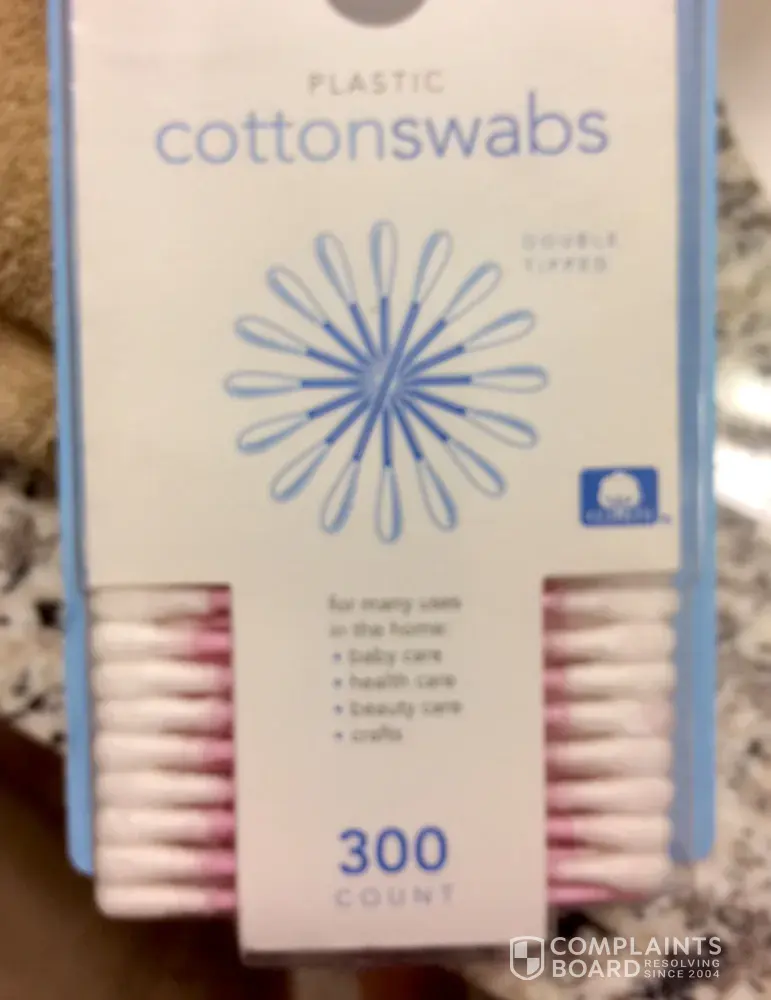 PLASTIC
cottonswabs
DOUBLE
TIPPED
for many uses
in the home:
• baby care
• health care
• beauty care
• crafts
300
COUNT
COMPLAINTS
BOARD RESOLVING
SINCE 2004